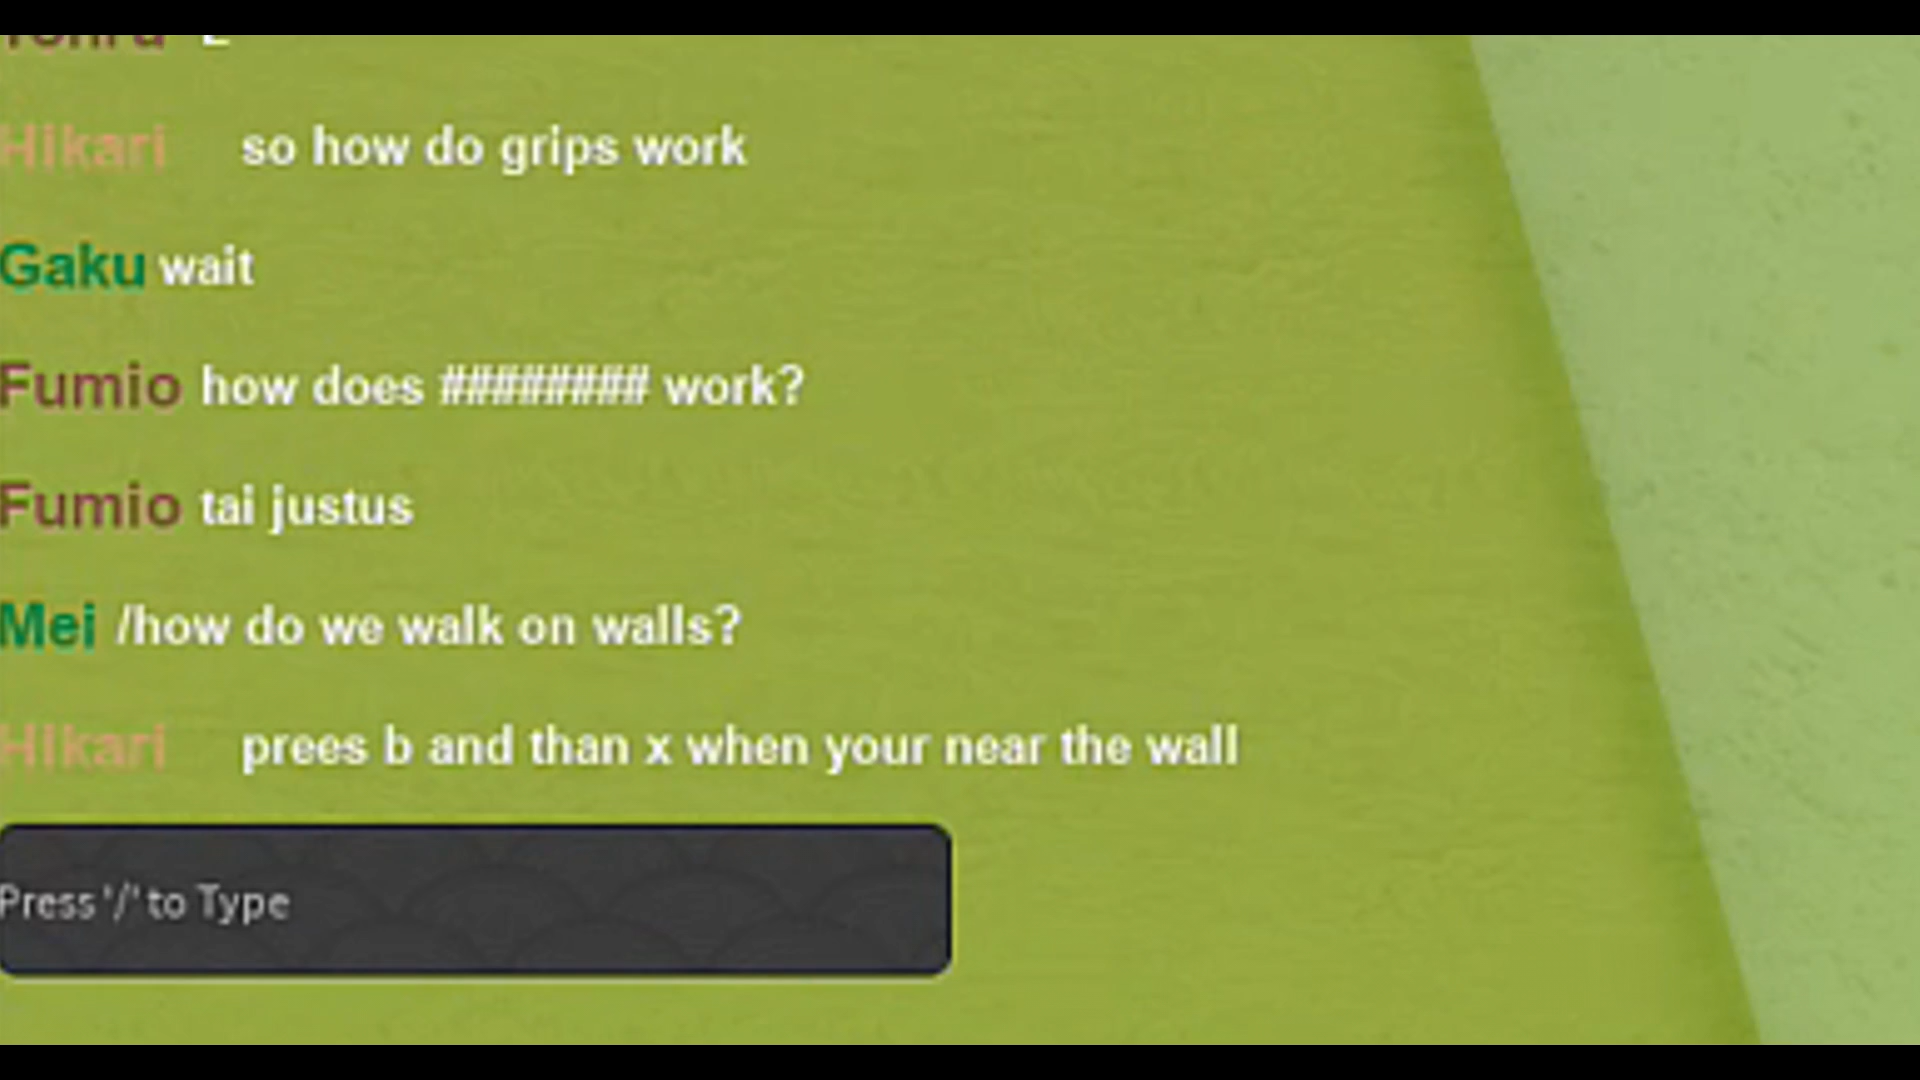 Hikari so how do grips work
Gaku wait
Fumio how does ######## work?
Fumio tai justus
Mei /how do we walk on walls?
Hikari prees b and than x when your near the wall
Press '/' to Type